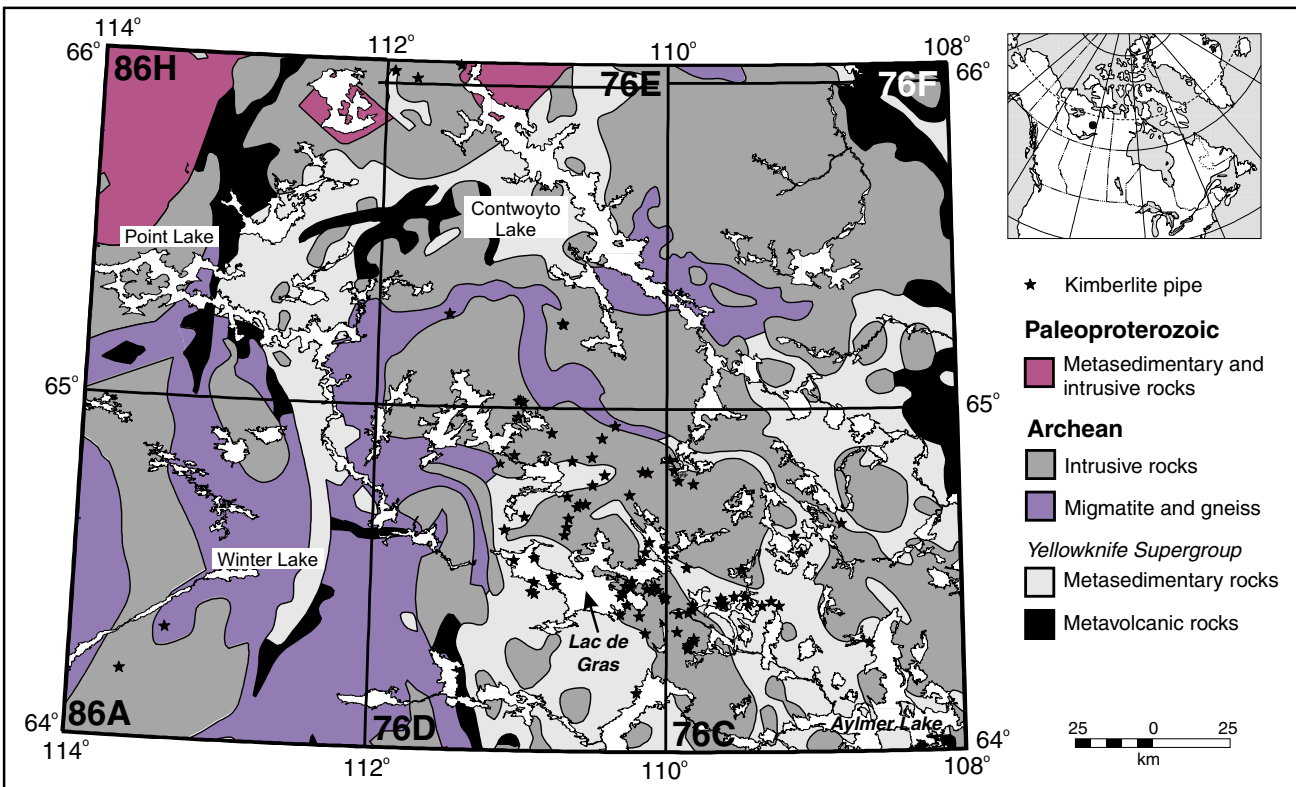 114°
112°
110°
108°
66°
66°
86H
76E
76F
Point Lake
Contwoyto
Lake
65°
65°
Winter Lake
Lac de
Gras
Aylmer Lake
86A
76D
76C
64°
64°
114°
112°
110°
108°
Kimberlite pipe
Paleoproterozoic
Metasedimentary and
intrusive rocks
Archean
Intrusive rocks
Migmatite and gneiss
Yellowknife Supergroup
Metasedimentary rocks
Metavolcanic rocks
25 0 25
km